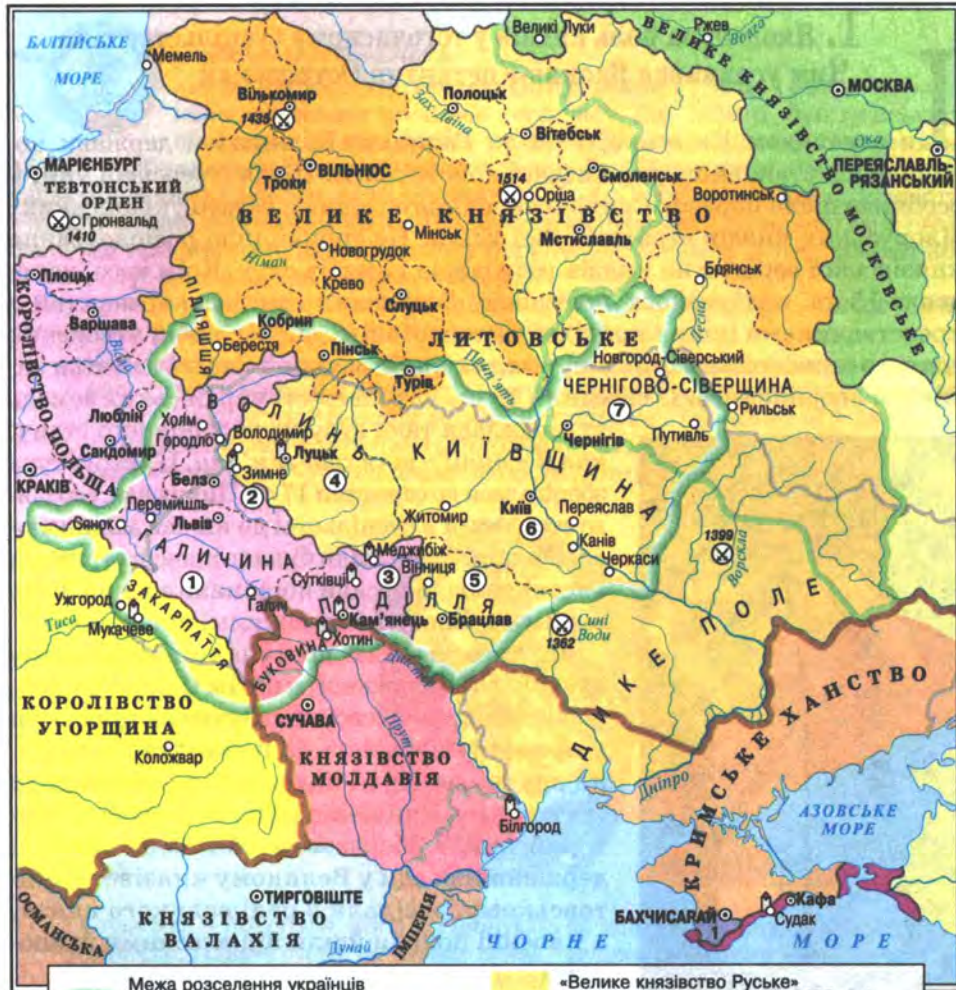 БАЛТІЙСЬКЕ
МОРЕ
Мемель
Вількомир
1435
Великі Луки
Ржев
Волга
Зах. Двіна
Полоцьк
Вітебськ
МОСКВА
ВЕЛИКЕ КНЯЗІВСТВО МОСКОВСЬКЕ
Ока
ПЕРЕЯСЛАВЛЬ-
РЯЗАНСЬКИЙ
МАРІЄНБУРГ
ТЕВТОНСЬКИЙ
ОРДЕН
Грюнвальд
1410
ВІЛЬНЮС
Троки
1514
Орша
Смоленськ
Воротинськ
ВЕЛИКЕ КНЯЗІВСТВО
ЛИТОВСЬКЕ
Мінськ
Мстиславль
Німан
Новогрудок
Крево
Слуцьк
Брянськ
Десна
Плоцьк
Варшава
КОРОЛІВСТВО ПОЛЬЩА
Вісла
ПІДЛЯШШЯ
Кобрин
Берестя
Пінськ
Турів
Прип'ять
Новгород-Сіверський
ЧЕРНІГОВО-СІВЕРЩИНА
7
Рильськ
Путивль
Чернігів
Люблін
Сандомир
КРАКІВ
Холм
Городло
ВОЛИНЬ
Володимир
Зимне
Луцьк
КИЇВЩИНА
Белз
2
4
Сянок
Перемишль
Львів
Житомир
Київ
6
Переяслав
Канів
Черкаси
1399
Ворскла
ГАЛИЧИНА
1
Меджибіж
Сутківці
3
Вінниця
5
ПОДІЛЛЯ
Галич
Кам'янець
Брацлав
1362
Сині
Води
ДИКЕ ПОЛЕ
Ужгород
Мукачеве
Тиса
ЗАКАРПАТТЯ
БУКОВИНА
Хотин
Дністер
КОРОЛІВСТВО
УГОРЩИНА
Коложвар
СУЧАВА
Прут
КНЯЗІВСТВО
МОЛДАВІЯ
Білгород
Дніпро
КРИМСЬКЕ ХАНСТВО
АЗОВСЬКЕ
МОРЕ
БАХЧИСАРАЙ
1
Кафа
Судак
ОСМАНСЬКА
ІМПЕРІЯ
ТИРГОВІШТЕ
КНЯЗІВСТВО
ВАЛАХІЯ
Дунай
ЧОРНЕ МОРЕ
Межа розселення українців
«Велике князівство Руське»